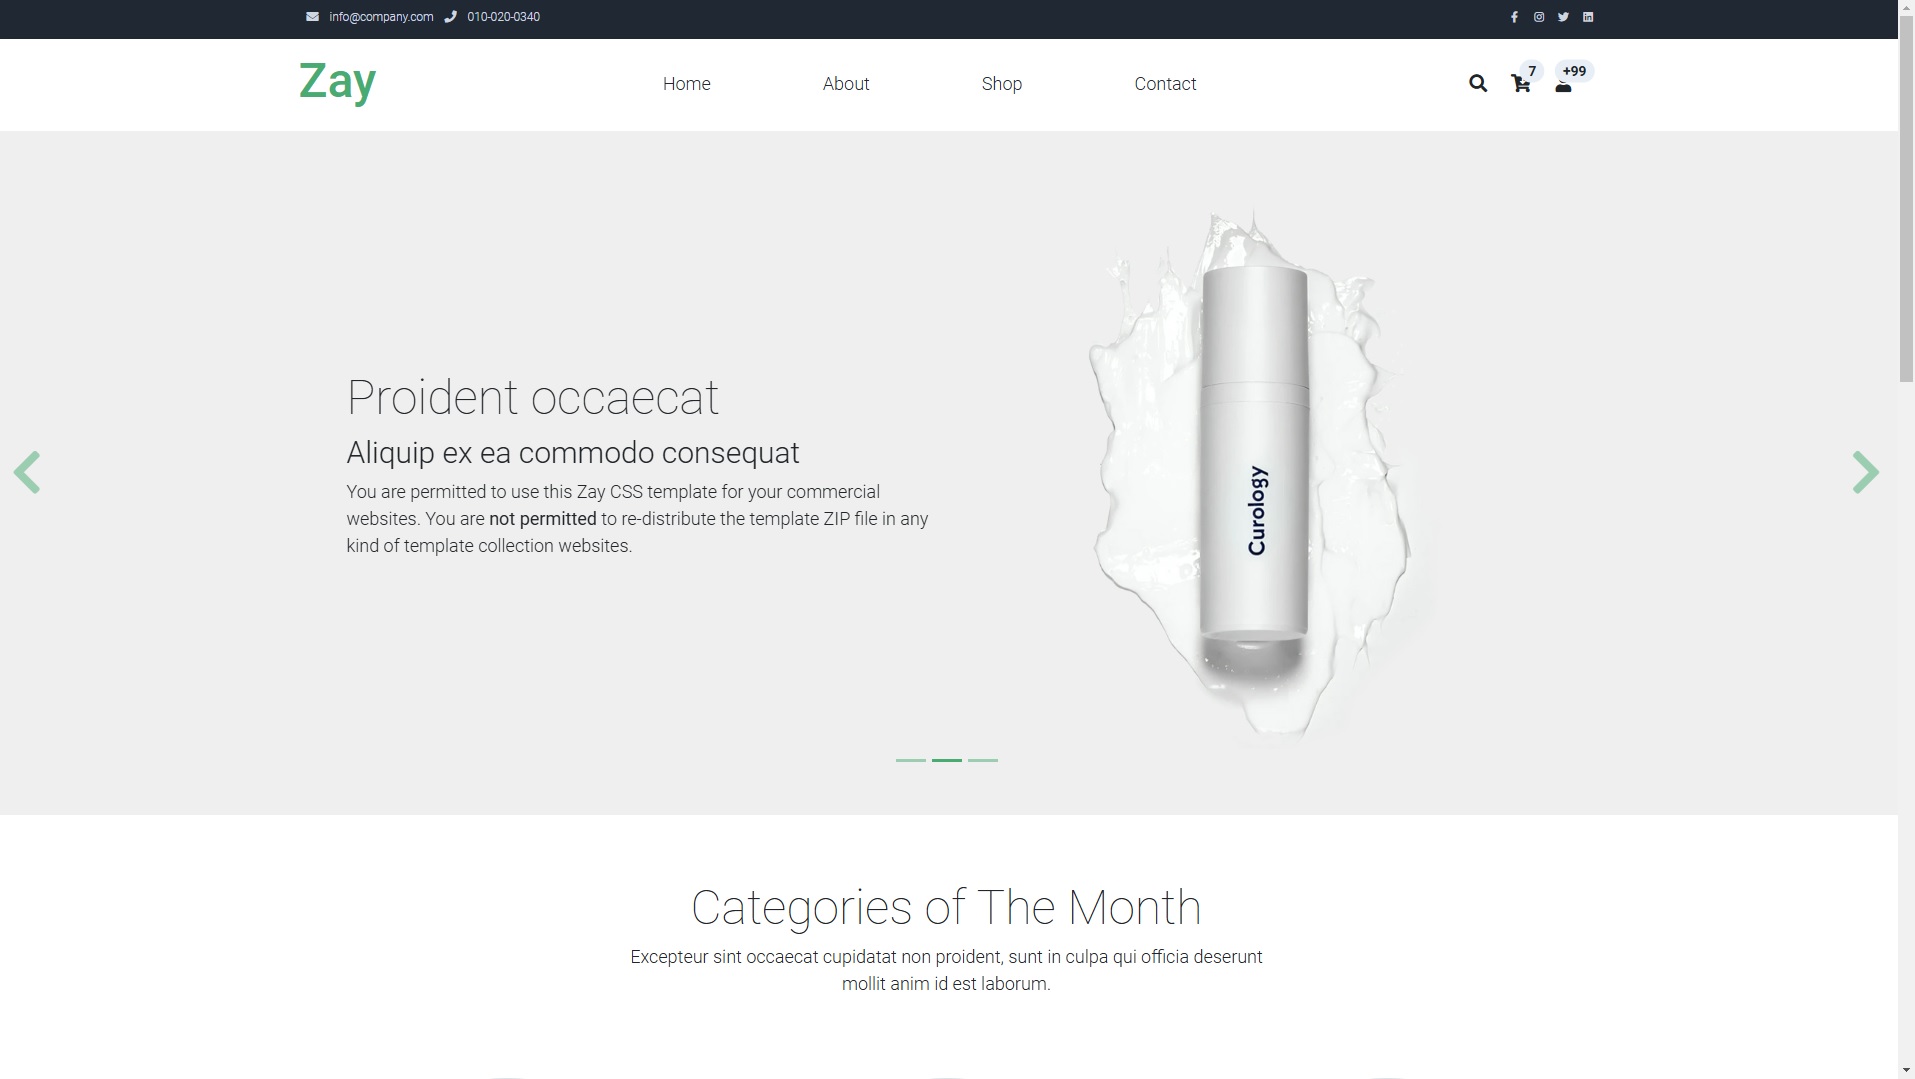 info@company.com 010-020-0340
Zay
Home About Shop Contact
7 +99
Proident occaecat
Aliquip ex ea commodo consequat
You are permitted to use this Zay CSS template for your commercial
websites. You are not permitted to re-distribute the template ZIP file in any
kind of template collection websites.
Curology
Categories of The Month
Excepteur sint occaecat cupidatat non proident, sunt in culpa qui officia deserunt
mollit anim id est laborum.